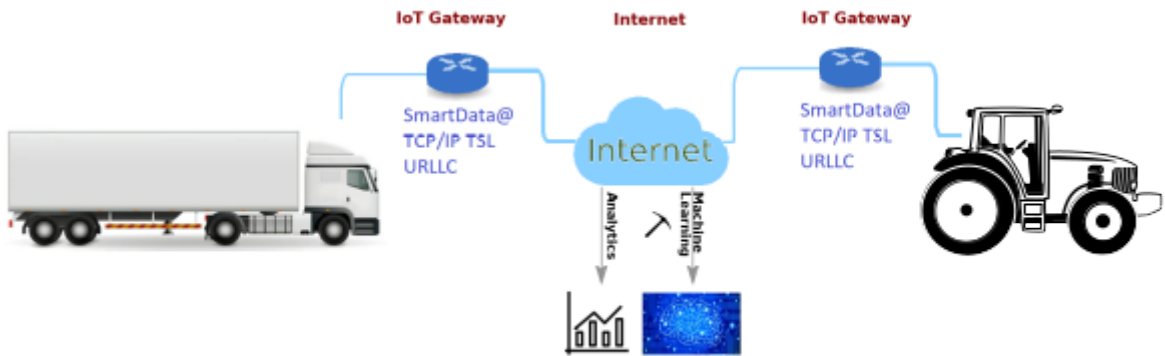 IoT Gateway
Internet
IoT Gateway
SmartData@
TCP/IP TSL
URLLC
SmartData@
TCP/IP TSL
URLLC
Internet
Analytics
Machine
Learning